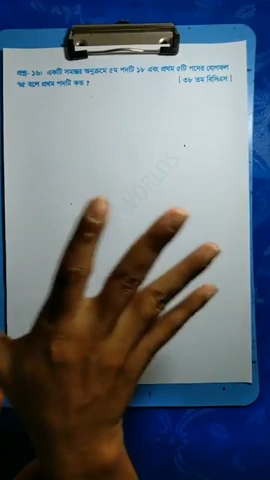 প্রশ্ন- ১৬: একটি সমান্তর অনুক্রমে ৫ম পদটি ১৮ এবং প্রথম ৫টি পদের যোগফল
৭৫ হলে প্রথম পদটি কত ? [ ৩৮ তম বিসিএস ]
WORLDS